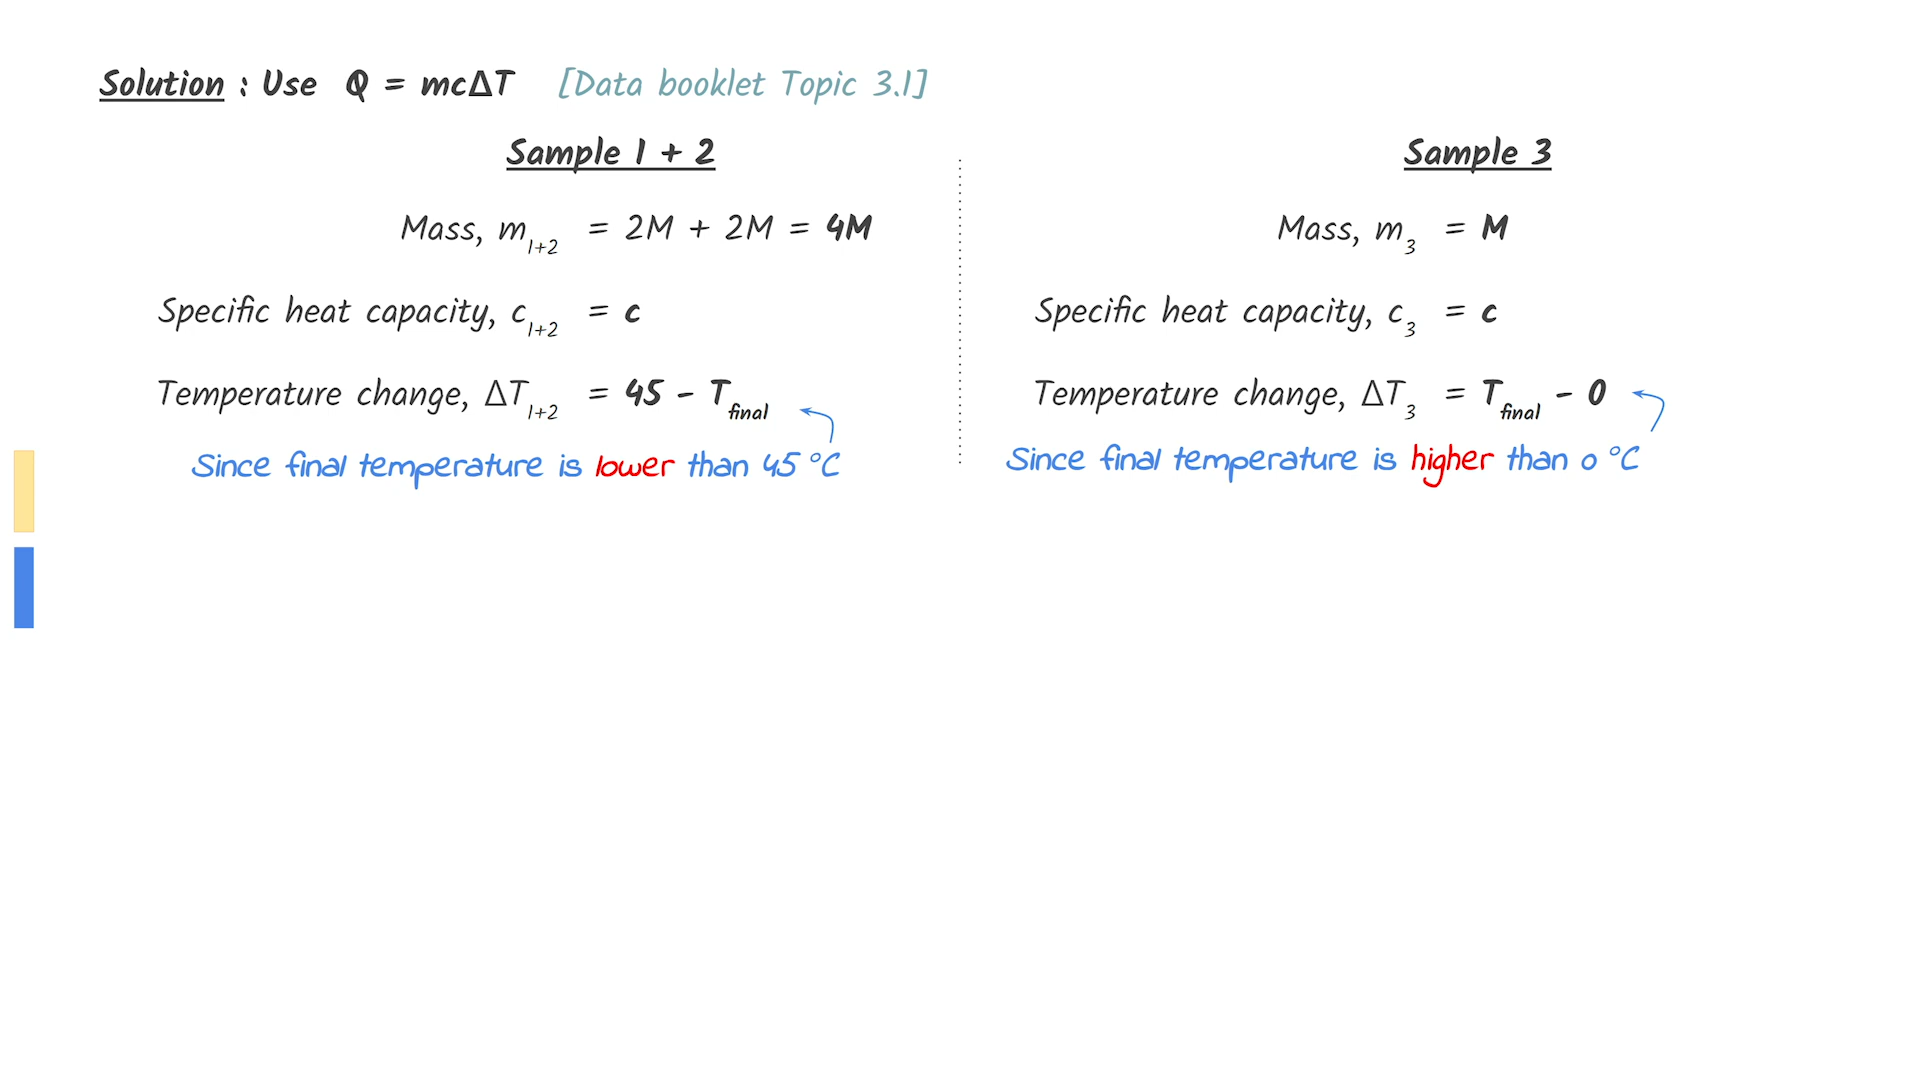 Solution : Use Q = mcΔT [Data booklet Topic 3.1]
Sample 1 + 2
Mass, m1+2 = 2M + 2M = 4M
Specific heat capacity, c1+2 = c
Temperature change, ΔT1+2 = 45 - Tfinal
Since final temperature is lower than 45 °C
Sample 3
Mass, m3 = M
Specific heat capacity, c3 = c
Temperature change, ΔT3 = Tfinal - 0
Since final temperature is higher than 0 °C